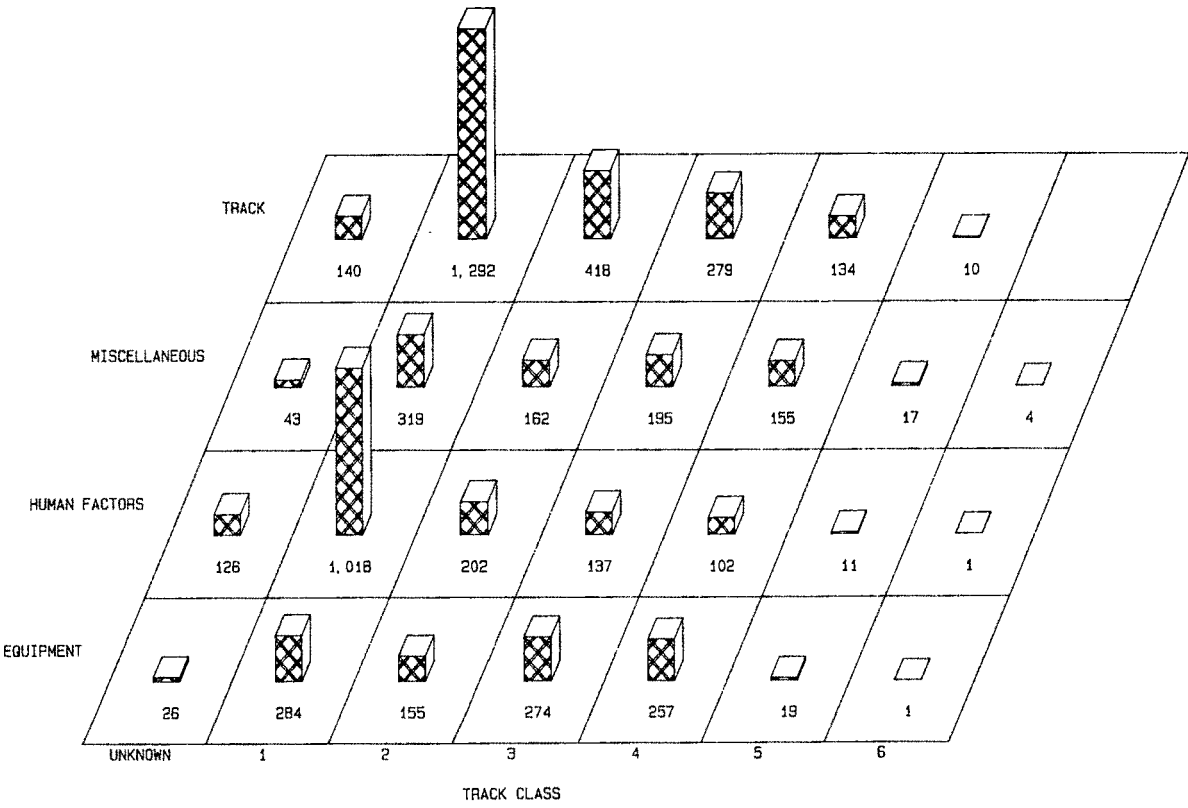 TRACK
140 1, 292 418 279 134 10
MISCELLANEOUS
43 319 162 195 155 17 4
HUMAN FACTORS
126 1, 016 202 137 102 11 1
EQUIPMENT
26 284 155 274 257 19 1
UNKNOWN 1 2 3 4 5 6
TRACK CLASS